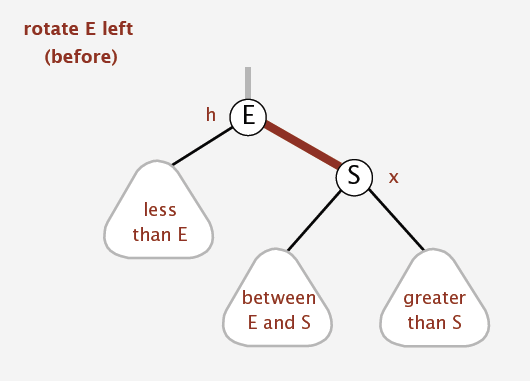 rotate E left
(before)
h
E
S
x
less
than E
between
E and S
greater
than S